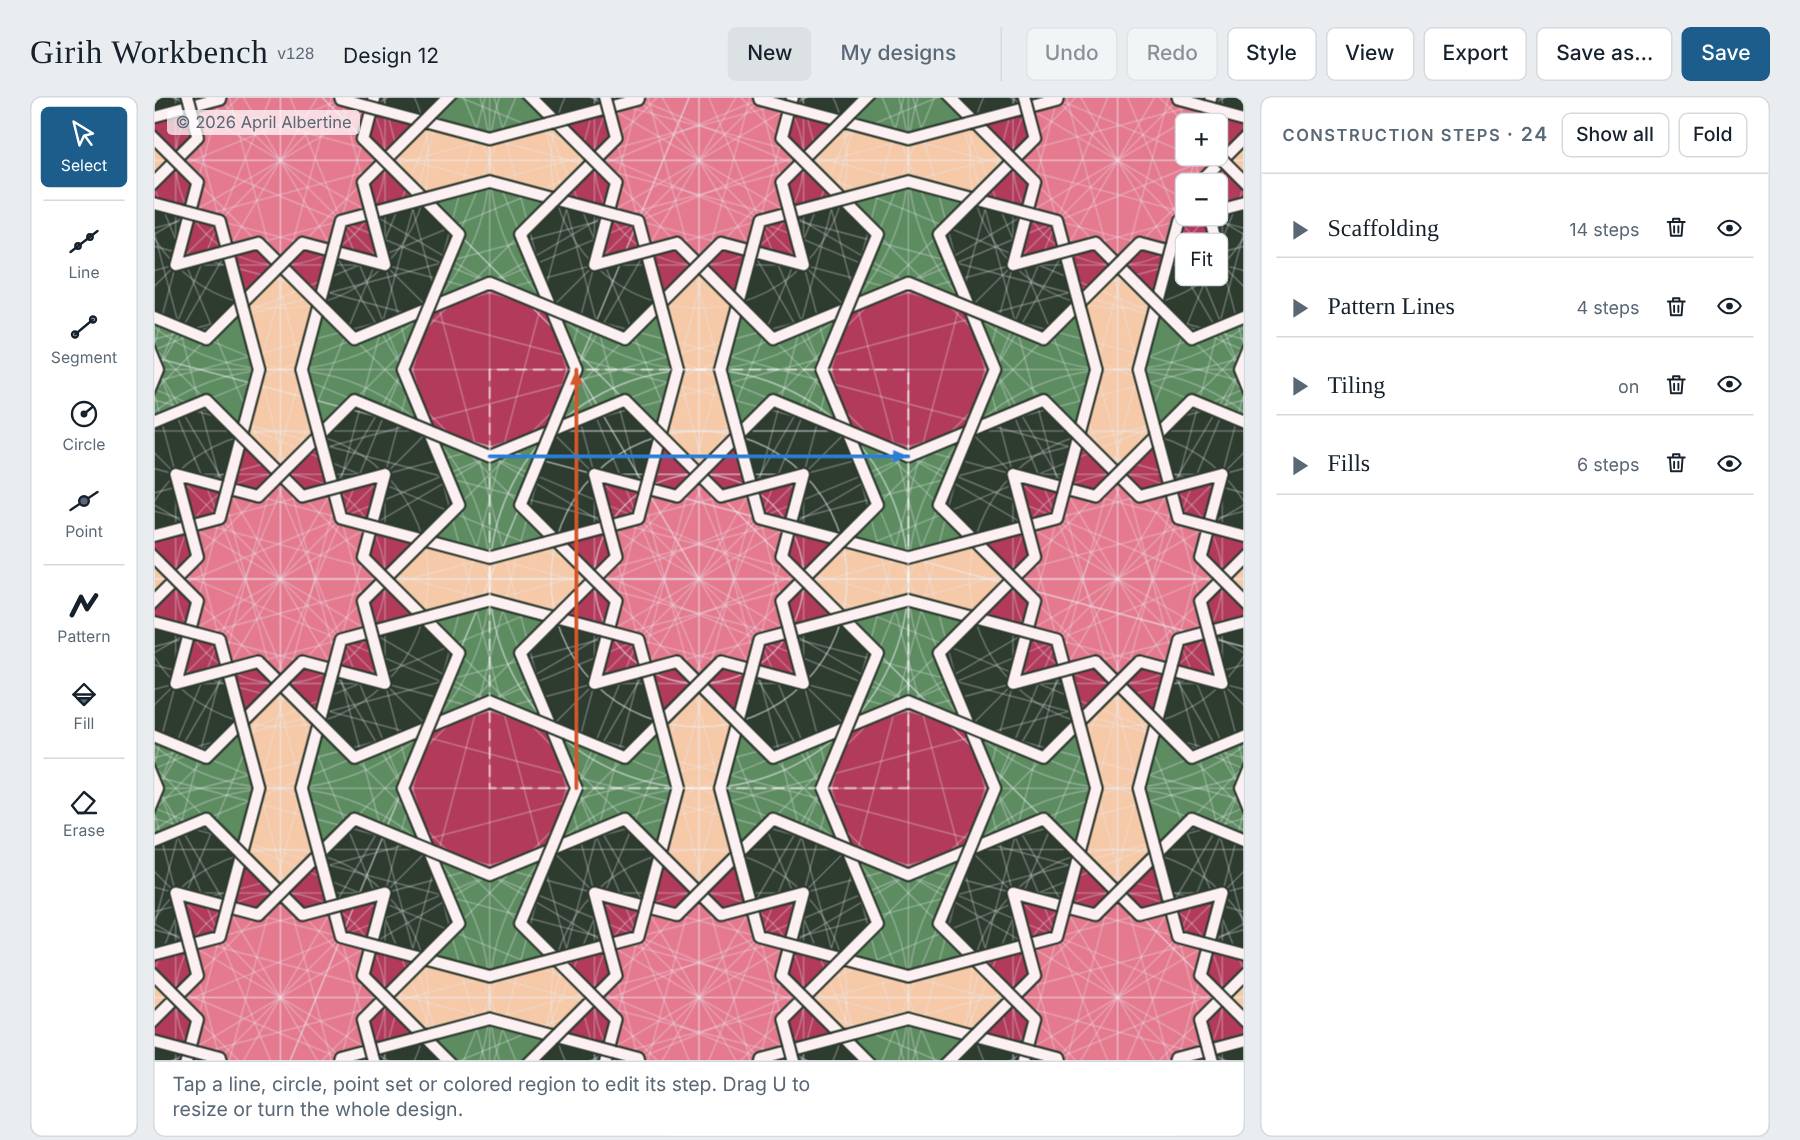 Girih Workbench v128 Design 12 New My designs Undo Redo Style View Export Save as... Save
© 2026 April Albertine
Select
Line
Segment
Circle
Point
Pattern
Fill
Erase
+
−
Fit
CONSTRUCTION STEPS · 24 Show all Fold
Scaffolding 14 steps
Pattern Lines 4 steps
Tiling on
Fills 6 steps
Tap a line, circle, point set or colored region to edit its step. Drag U to
resize or turn the whole design.